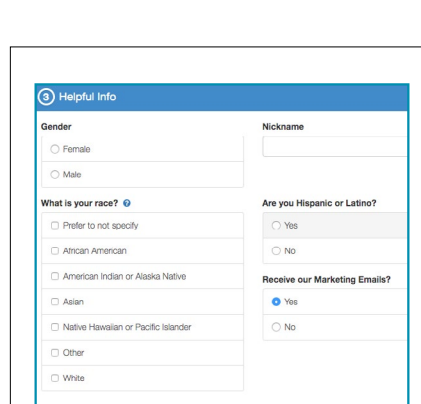 3 Helpful Info
Gender
Female
Male
Nickname
What is your race? ?
Prefer to not specify
African Amencan
American Indian or Alaska Native
Asian
Native Hawaiian or Pacific Islander
Other
White
Are you Hispanic or Latino?
Yes
No
Receive our Marketing Emails?
Yes
No